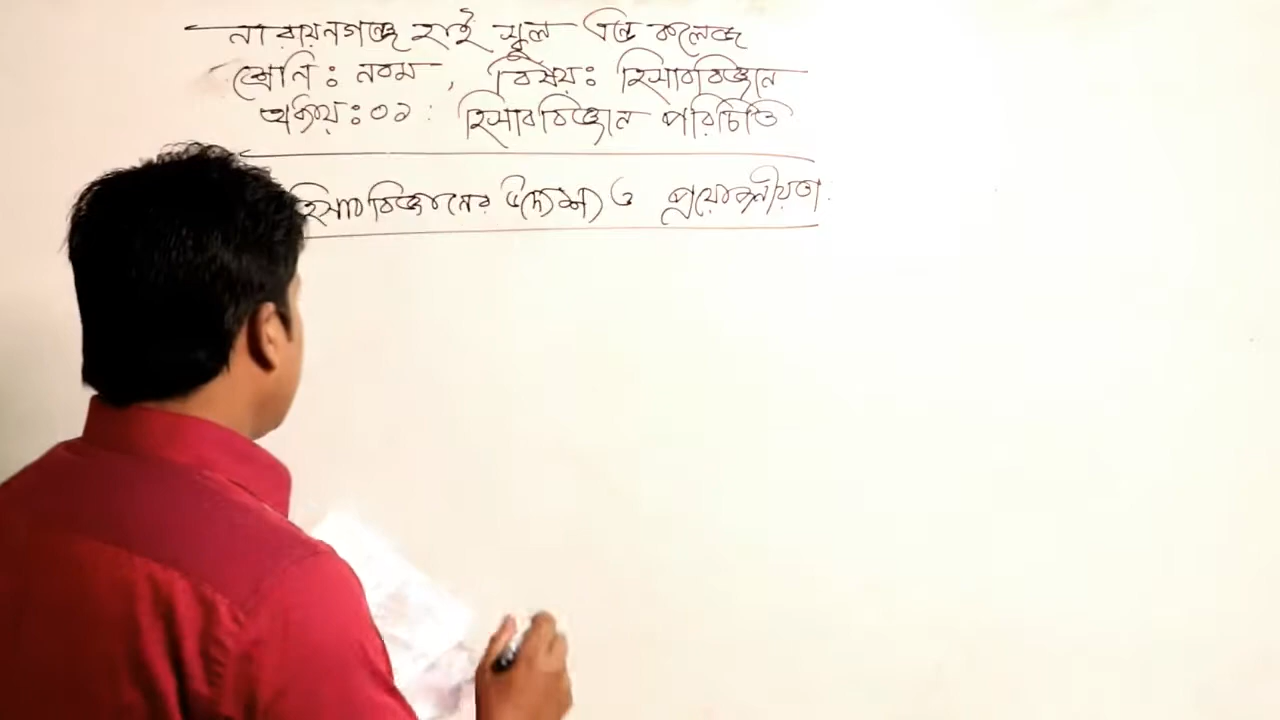 নারায়নগঞ্জ হাই স্কুল এন্ড কলেজ
শ্রেনি : নবম , বিষয় : হিসাববিজ্ঞান
অধ্যায় : ০১ : হিসাববিজ্ঞান পরিচিতি
হিসাববিজ্ঞানের উদ্দেশ্য ও প্রয়োজনীয়তা :